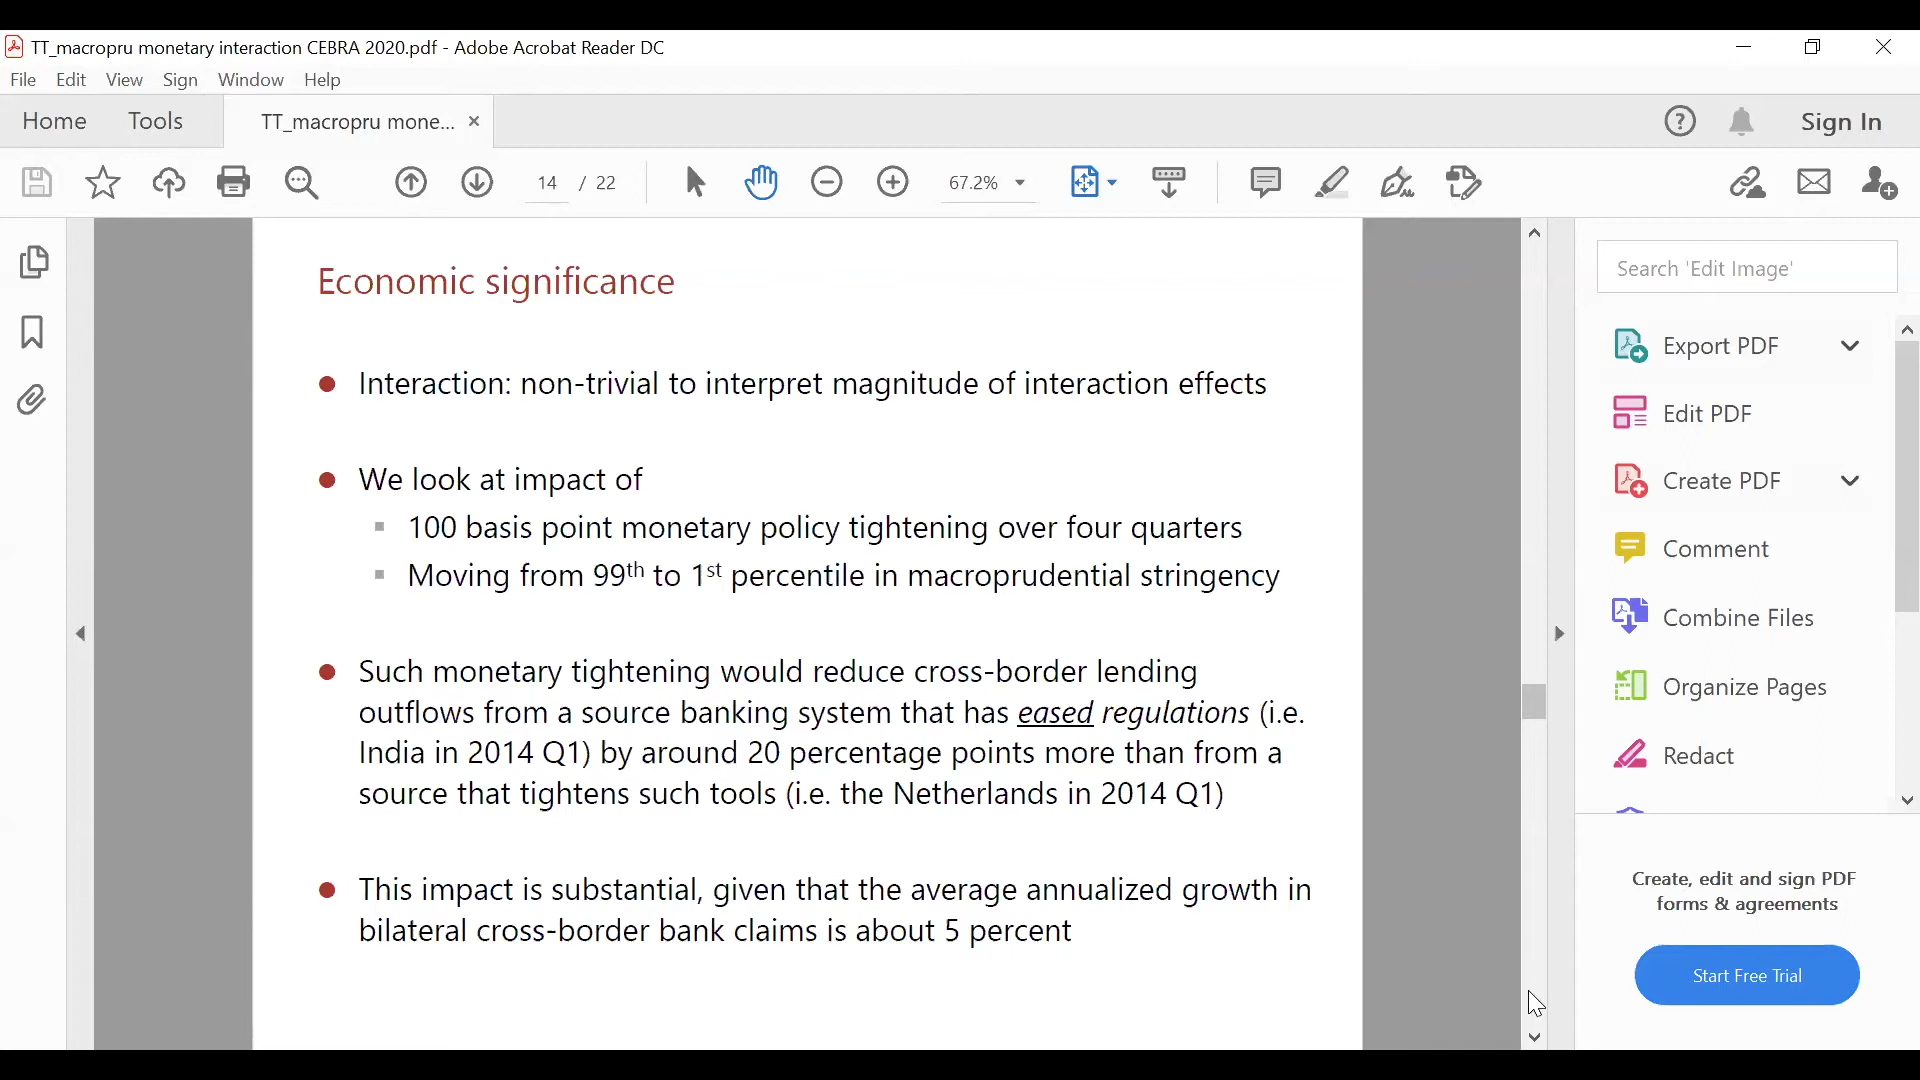 TT_macropru monetary interaction CEBRA 2020.pdf - Adobe Acrobat Reader DC
File Edit View Sign Window Help
Home Tools TT_macropru mone... Sign In
14 / 22 67.2%
Economic significance
Interaction: non-trivial to interpret magnitude of interaction effects
We look at impact of
100 basis point monetary policy tightening over four quarters
Moving from 99th to 1st percentile in macroprudential stringency
Such monetary tightening would reduce cross-border lending
outflows from a source banking system that has eased regulations (i.e.
India in 2014 Q1) by around 20 percentage points more than from a
source that tightens such tools (i.e. the Netherlands in 2014 Q1)
This impact is substantial, given that the average annualized growth in
bilateral cross-border bank claims is about 5 percent
Search 'Edit Image'
Export PDF
Edit PDF
Create PDF
Comment
Combine Files
Organize Pages
Redact
Create, edit and sign PDF
forms & agreements
Start Free Trial